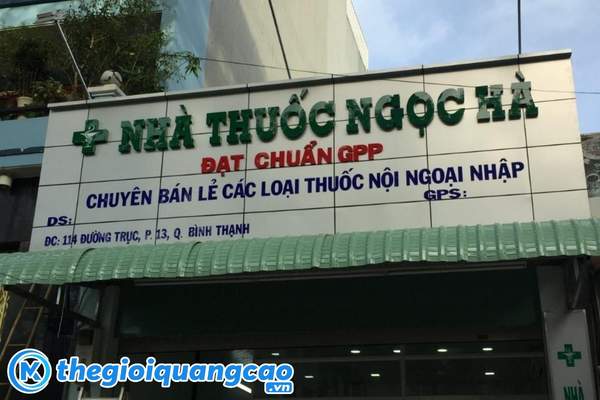 NHÀ THUỐC NGỌC HÀ
ĐẠT CHUẨN GPP
CHUYÊN BÁN LẺ CÁC LOẠI THUỐC NỘI NGOẠI NHẬP
DS: GPS:
ĐC: 114 ĐƯỜNG TRỤC, P. 13, Q. BÌNH THẠNH
NHÀ
thegioiquangcao.vn